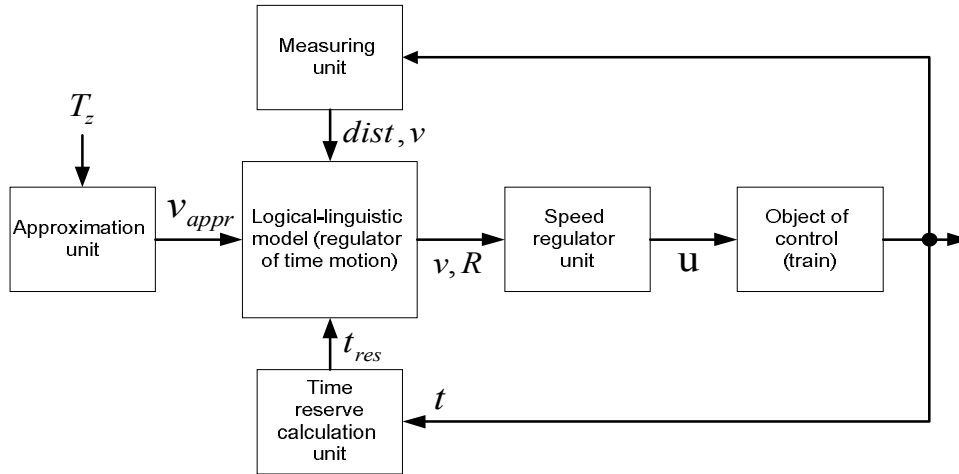 Measuring
unit
T_z
dist, v
Approximation
unit
v_appr
Logical-linguistic
model (regulator
of time motion)
v, R
Speed
regulator
unit
u
Object of
control
(train)
t_res
Time
reserve
calculation
unit
t